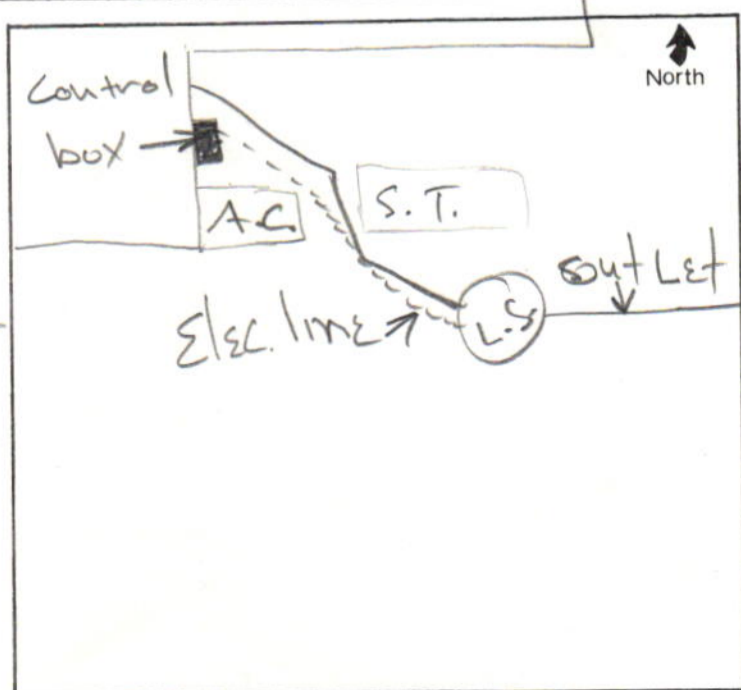 North
Control
box
A.C.
S.T.
outLet
Elec. line
L.S.